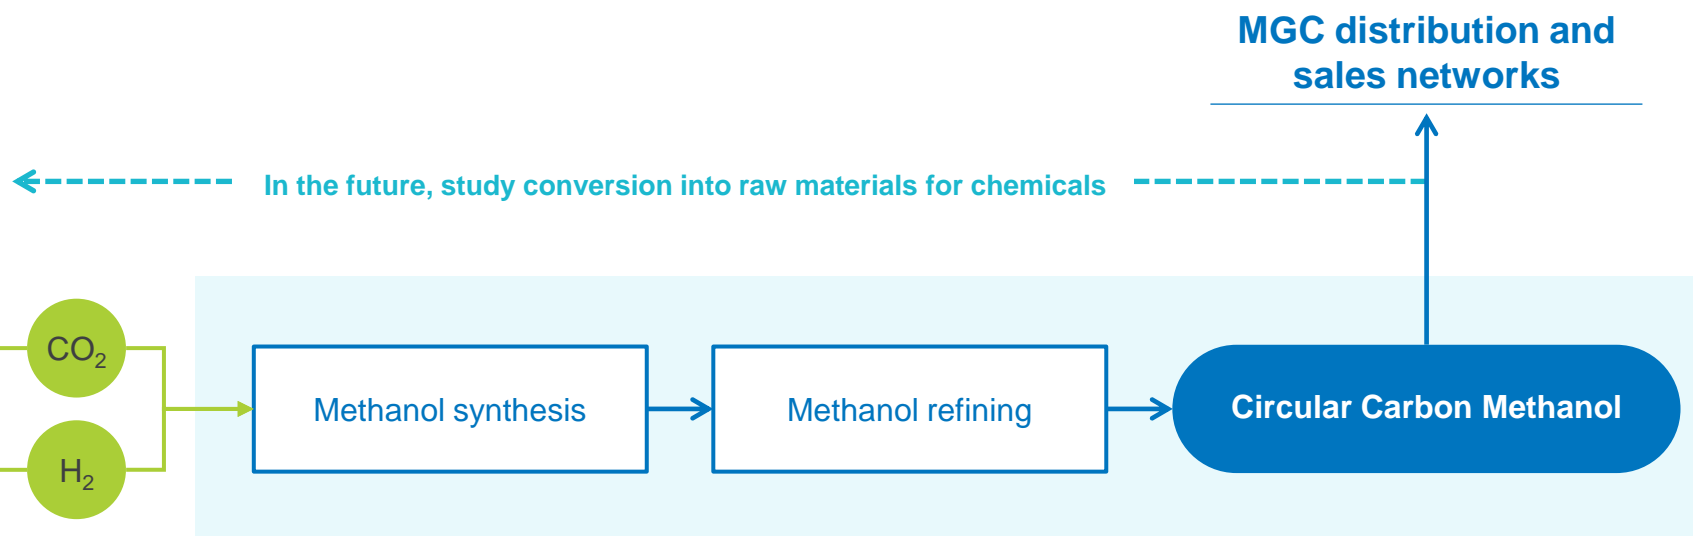 MGC distribution and
sales networks
In the future, study conversion into raw materials for chemicals
CO₂
Methanol synthesis
Methanol refining
Circular Carbon Methanol
H₂